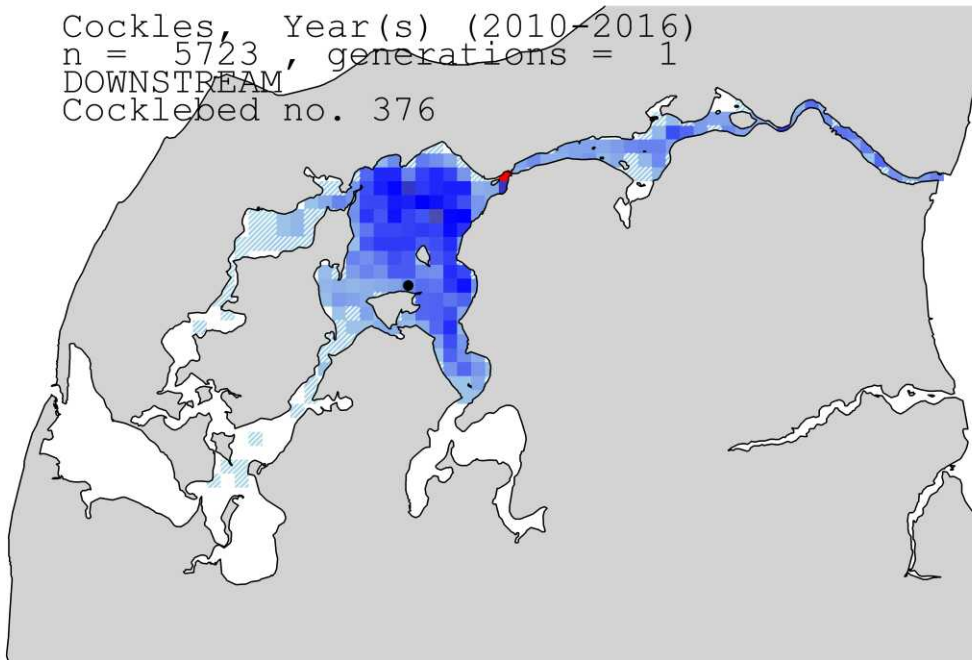 Cockles, Year(s) (2010-2016)
n = 5723 , generations = 1
DOWNSTREAM
Cocklebed no. 376